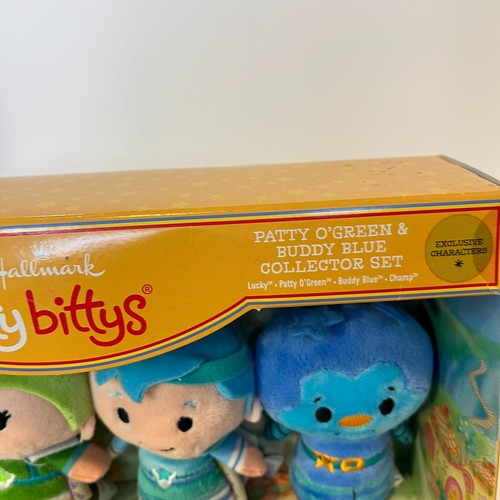 Hallmark
y bittys®
PATTY O'GREEN &
BUDDY BLUE
COLLECTOR SET
Lucky™ • Patty O'Green™ • Buddy Blue™ • Champ™
EXCLUSIVE
CHARACTERS
*